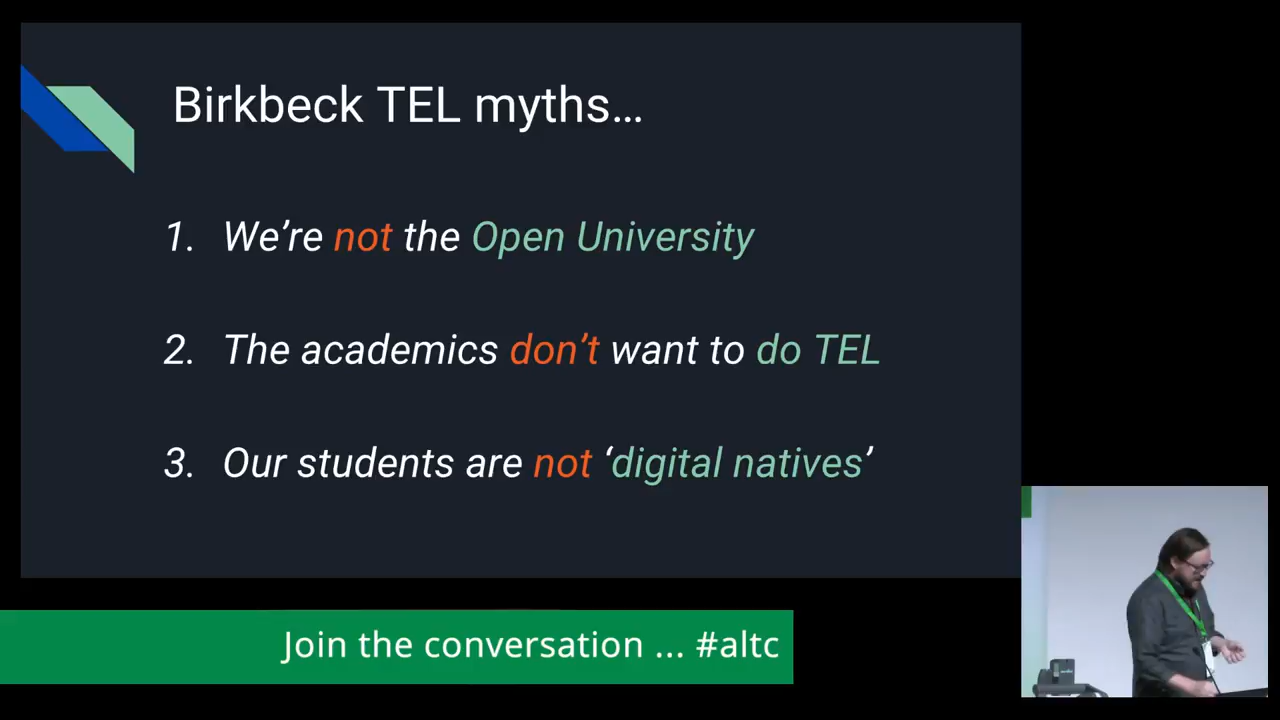 Birkbeck TEL myths…
1. We’re not the Open University
2. The academics don’t want to do TEL
3. Our students are not ‘digital natives’
Join the conversation ... #altc